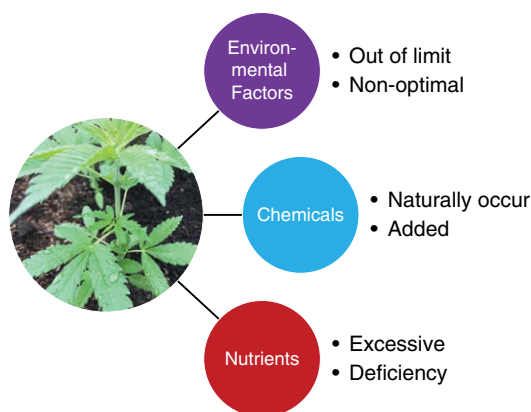 Environ-
mental
Factors
• Out of limit
• Non-optimal
Chemicals
• Naturally occur
• Added
Nutrients
• Excessive
• Deficiency